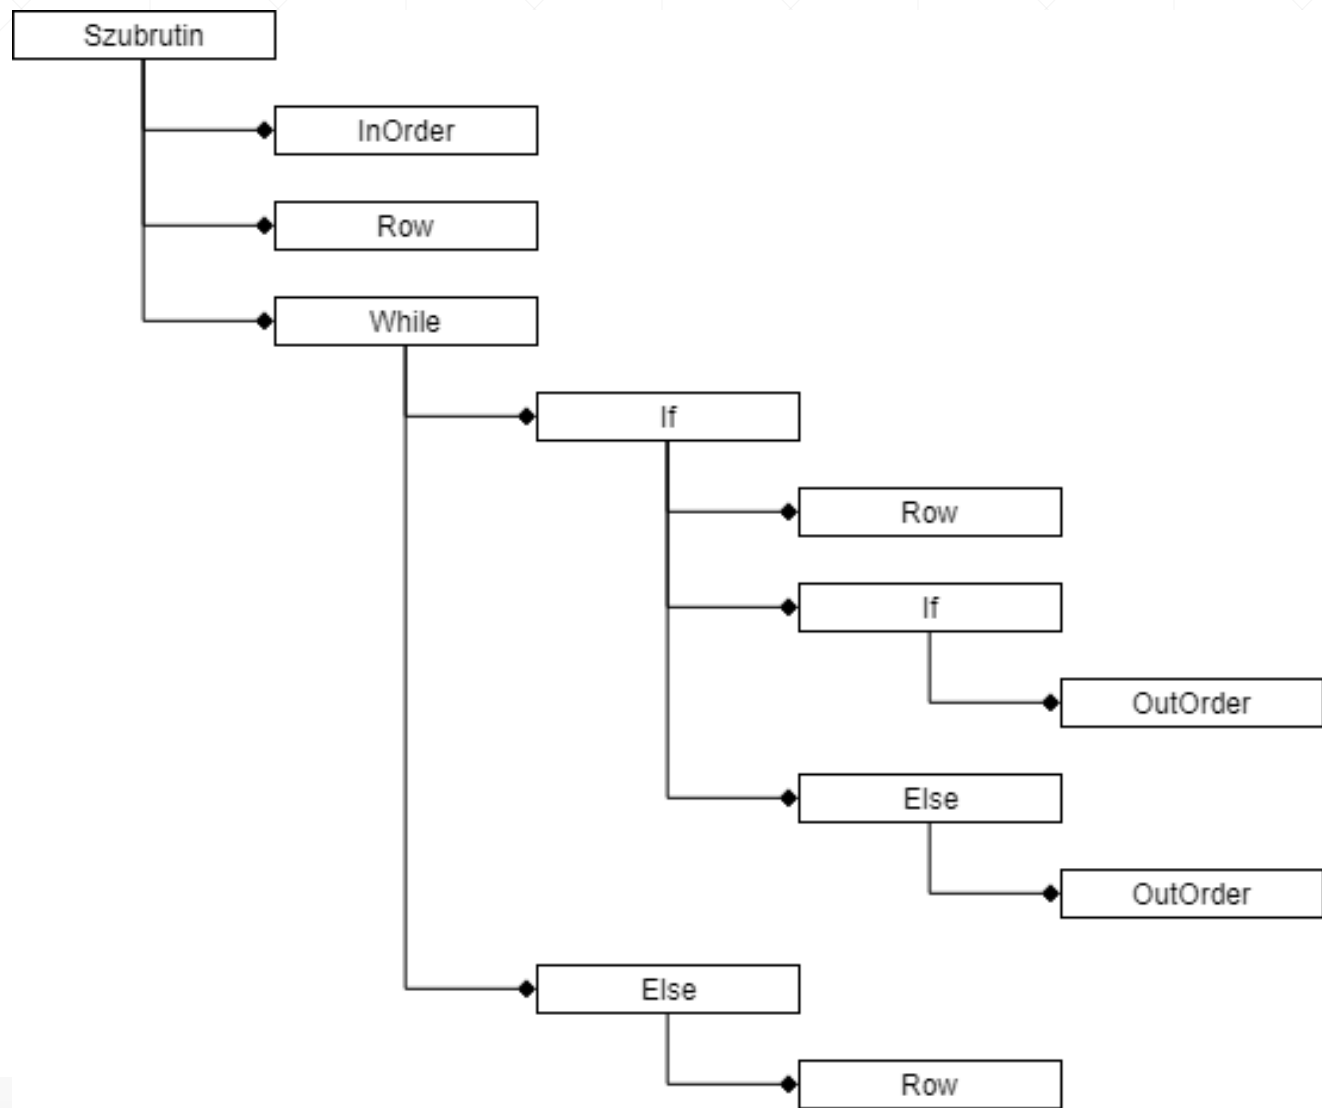 Szubrutin
InOrder
Row
While
If
Row
If
OutOrder
Else
OutOrder
Else
Row